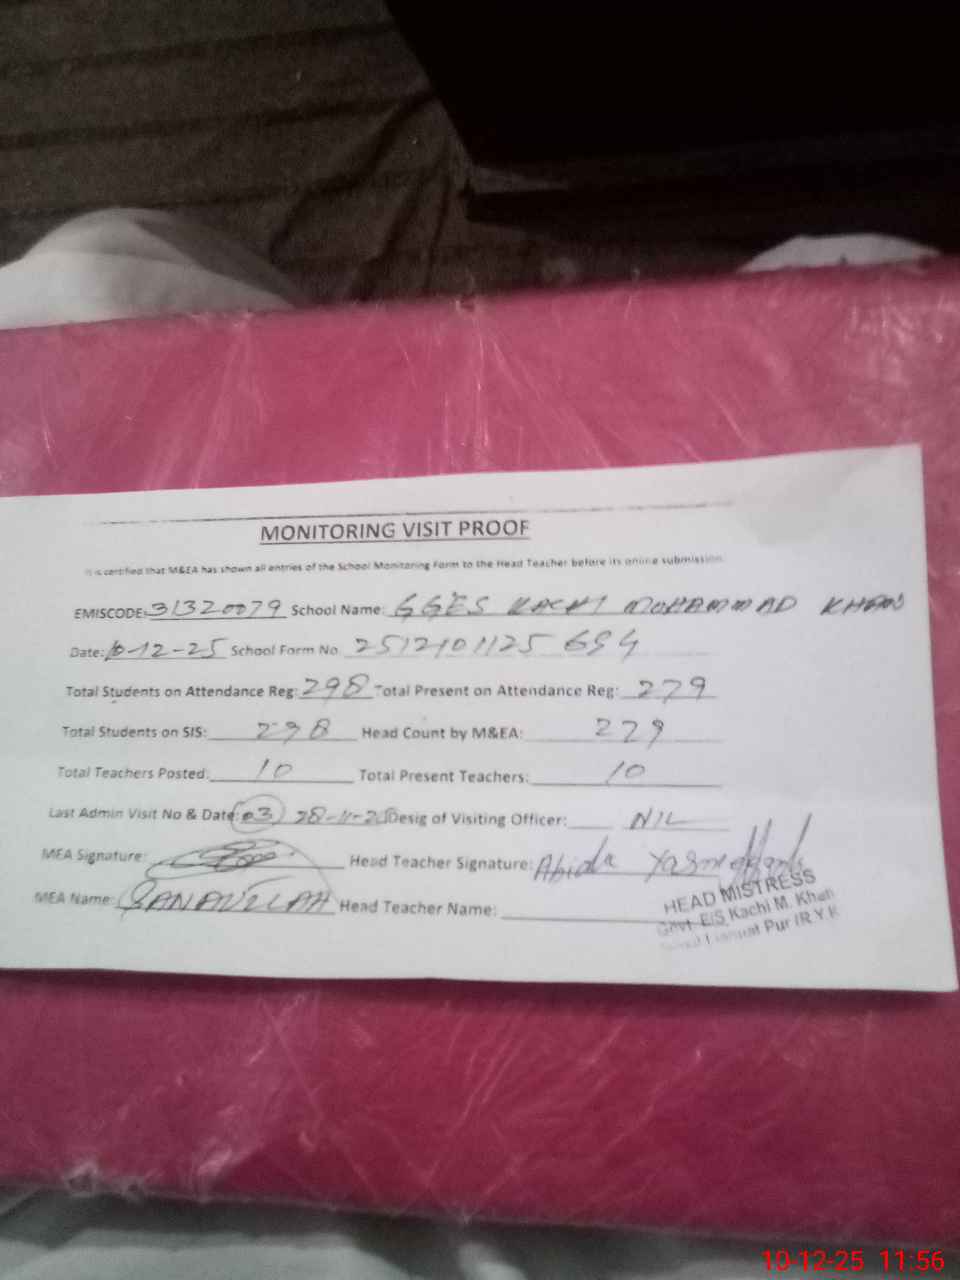 MONITORING VISIT PROOF
It is certified that M&EA has shown all entries of the School Monitoring Form to the Head Teacher before its online submission.
EMISCODE: 31320079 School Name: GGES KACHI MOHAMMAD KHAN
Date: 10-12-25 School Form No 2512101125 694
Total Students on Attendance Reg: 298 Total Present on Attendance Reg: 279
Total Students on SIS: 298 Head Count by M&EA: 279
Total Teachers Posted: 10 Total Present Teachers: 10
Last Admin Visit No & Date: 03 28-11-25 Desig of Visiting Officer: NIL
MEA Signature: Head Teacher Signature: Abida
MEA Name: SANAULLAH Head Teacher Name:
HEAD MISTRESS
Govt. E/S Kachi M. Khan
Pur /R.Y.K
10-12-25 11:56